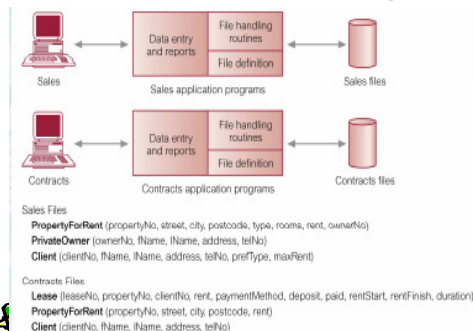 Data entry
and reports
File handling
routines
File definition
Sales
Sales application programs
Sales files
Data entry
and reports
File handling
routines
File definition
Contracts
Contracts application programs
Contracts files
Sales Files
PropertyForRent (propertyNo, street, city, postcode, type, rooms, rent, ownerNo)
PrivateOwner (ownerNo, fName, lName, address, telNo)
Client (clientNo, fName, lName, address, telNo, prefType, maxRent)
Contracts Files
Lease (leaseNo, propertyNo, clientNo, rent, paymentMethod, deposit, paid, rentStart, rentFinish, duration)
PropertyForRent (propertyNo, street, city, postcode, rent)
Client (clientNo, fName, lName, address, telNo)